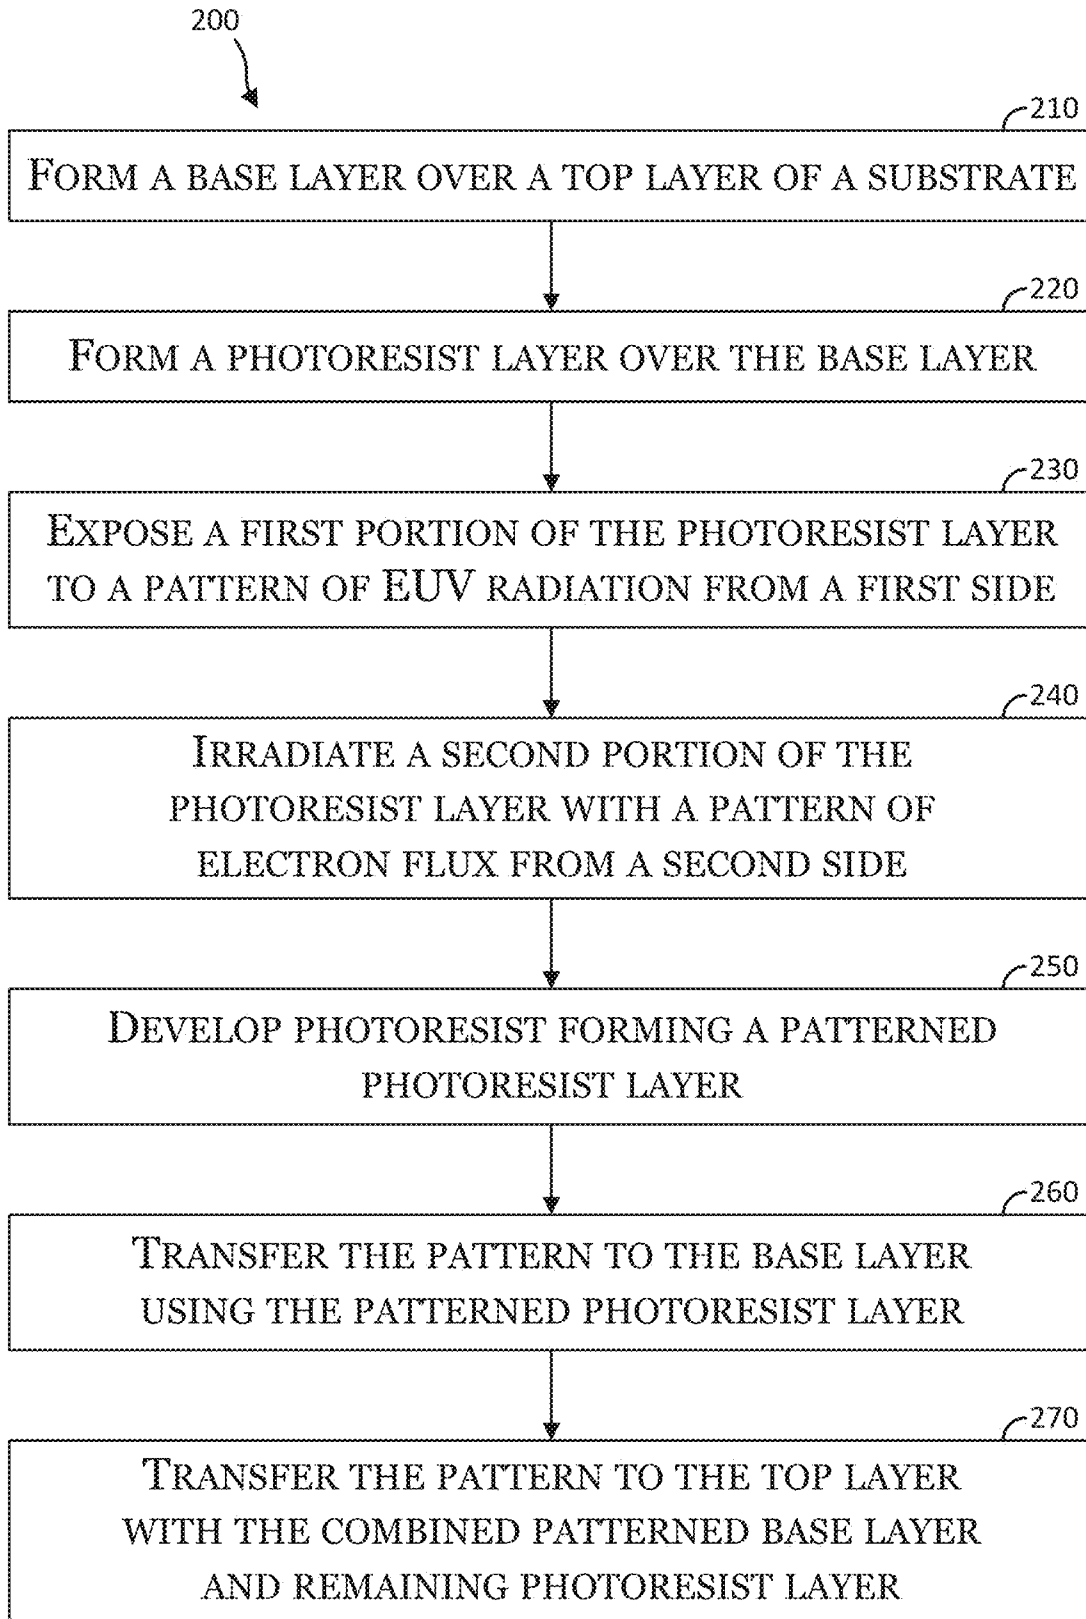 200
210
FORM A BASE LAYER OVER A TOP LAYER OF A SUBSTRATE
220
FORM A PHOTORESIST LAYER OVER THE BASE LAYER
230
EXPOSE A FIRST PORTION OF THE PHOTORESIST LAYER
TO A PATTERN OF EUV RADIATION FROM A FIRST SIDE
240
IRRADIATE A SECOND PORTION OF THE
PHOTORESIST LAYER WITH A PATTERN OF
ELECTRON FLUX FROM A SECOND SIDE
250
DEVELOP PHOTORESIST FORMING A PATTERNED
PHOTORESIST LAYER
260
TRANSFER THE PATTERN TO THE BASE LAYER
USING THE PATTERNED PHOTORESIST LAYER
270
TRANSFER THE PATTERN TO THE TOP LAYER
WITH THE COMBINED PATTERNED BASE LAYER
AND REMAINING PHOTORESIST LAYER